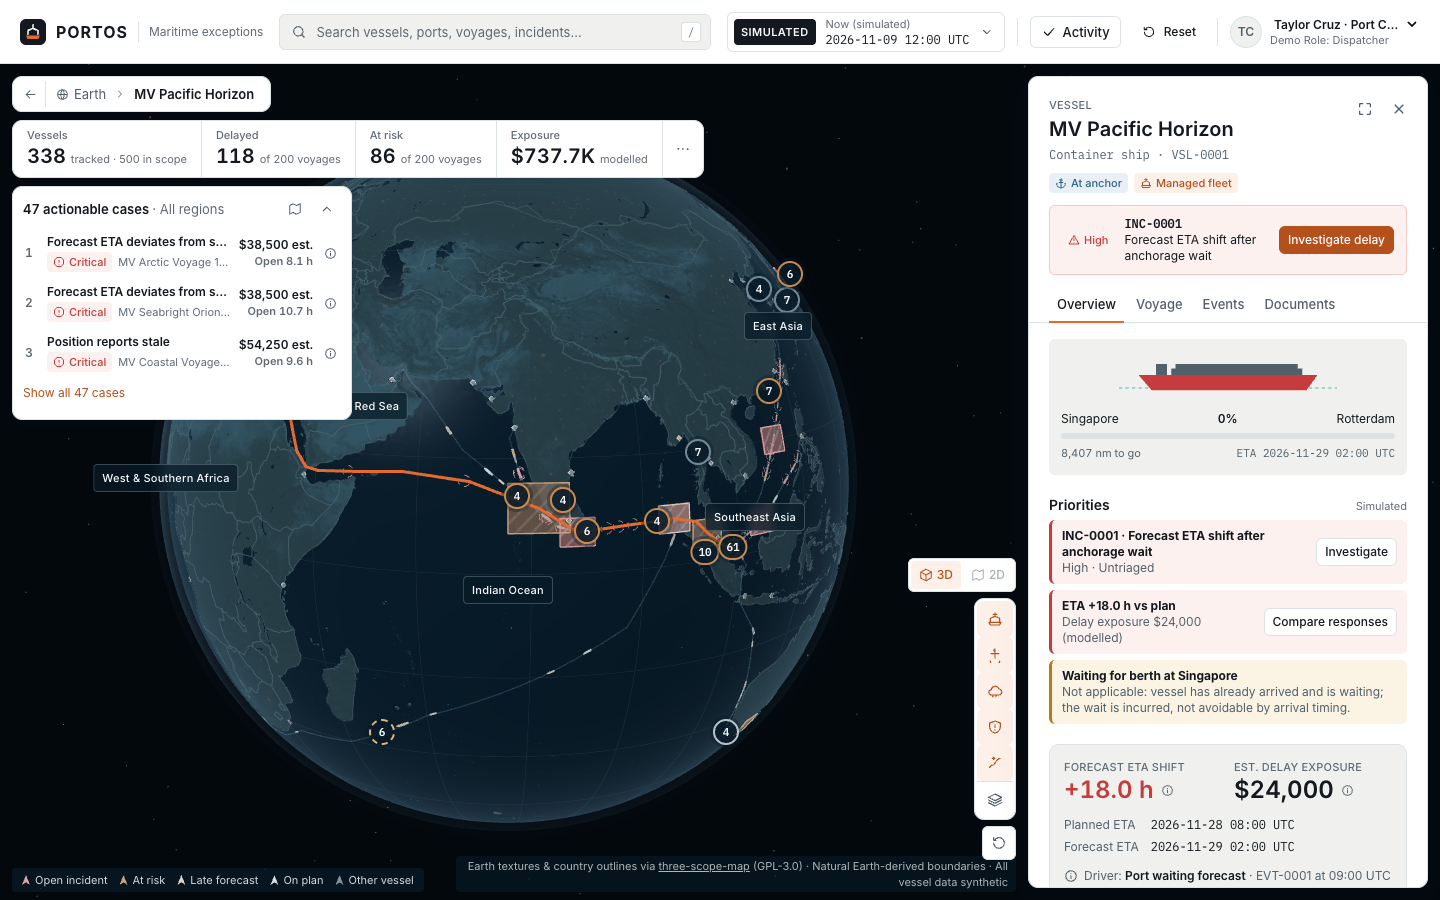 PORTOS
Maritime exceptions
Search vessels, ports, voyages, incidents...
/
SIMULATED
Now (simulated)
2026-11-09 12:00 UTC
Activity
Reset
TC
Taylor Cruz · Port C...
Demo Role: Dispatcher
Earth
MV Pacific Horizon
Vessels
338 tracked · 500 in scope
Delayed
118 of 200 voyages
At risk
86 of 200 voyages
Exposure
$737.7K modelled
...
47 actionable cases · All regions
1
Forecast ETA deviates from s...
$38,500 est.
Critical
MV Arctic Voyage 1...
Open 8.1 h
2
Forecast ETA deviates from s...
$38,500 est.
Critical
MV Seabright Orion...
Open 10.7 h
3
Position reports stale
$54,250 est.
Critical
MV Coastal Voyage...
Open 9.6 h
Show all 47 cases
6
4
7
East Asia
7
Red Sea
7
West & Southern Africa
4
4
6
4
Southeast Asia
10
61
Indian Ocean
6
4
3D
2D
Open incident
At risk
Late forecast
On plan
Other vessel
Earth textures & country outlines via three-scope-map (GPL-3.0) · Natural Earth-derived boundaries · All
vessel data synthetic
VESSEL
MV Pacific Horizon
Container ship · VSL-0001
At anchor
Managed fleet
High
INC-0001
Forecast ETA shift after
anchorage wait
Investigate delay
Overview
Voyage
Events
Documents
Singapore
0%
Rotterdam
8,407 nm to go
ETA 2026-11-29 02:00 UTC
Priorities
Simulated
INC-0001 · Forecast ETA shift after
anchorage wait
High · Untriaged
Investigate
ETA +18.0 h vs plan
Delay exposure $24,000
(modelled)
Compare responses
Waiting for berth at Singapore
Not applicable: vessel has already arrived and is waiting;
the wait is incurred, not avoidable by arrival timing.
FORECAST ETA SHIFT
+18.0 h
EST. DELAY EXPOSURE
$24,000
Planned ETA 2026-11-28 08:00 UTC
Forecast ETA 2026-11-29 02:00 UTC
Driver: Port waiting forecast · EVT-0001 at 09:00 UTC